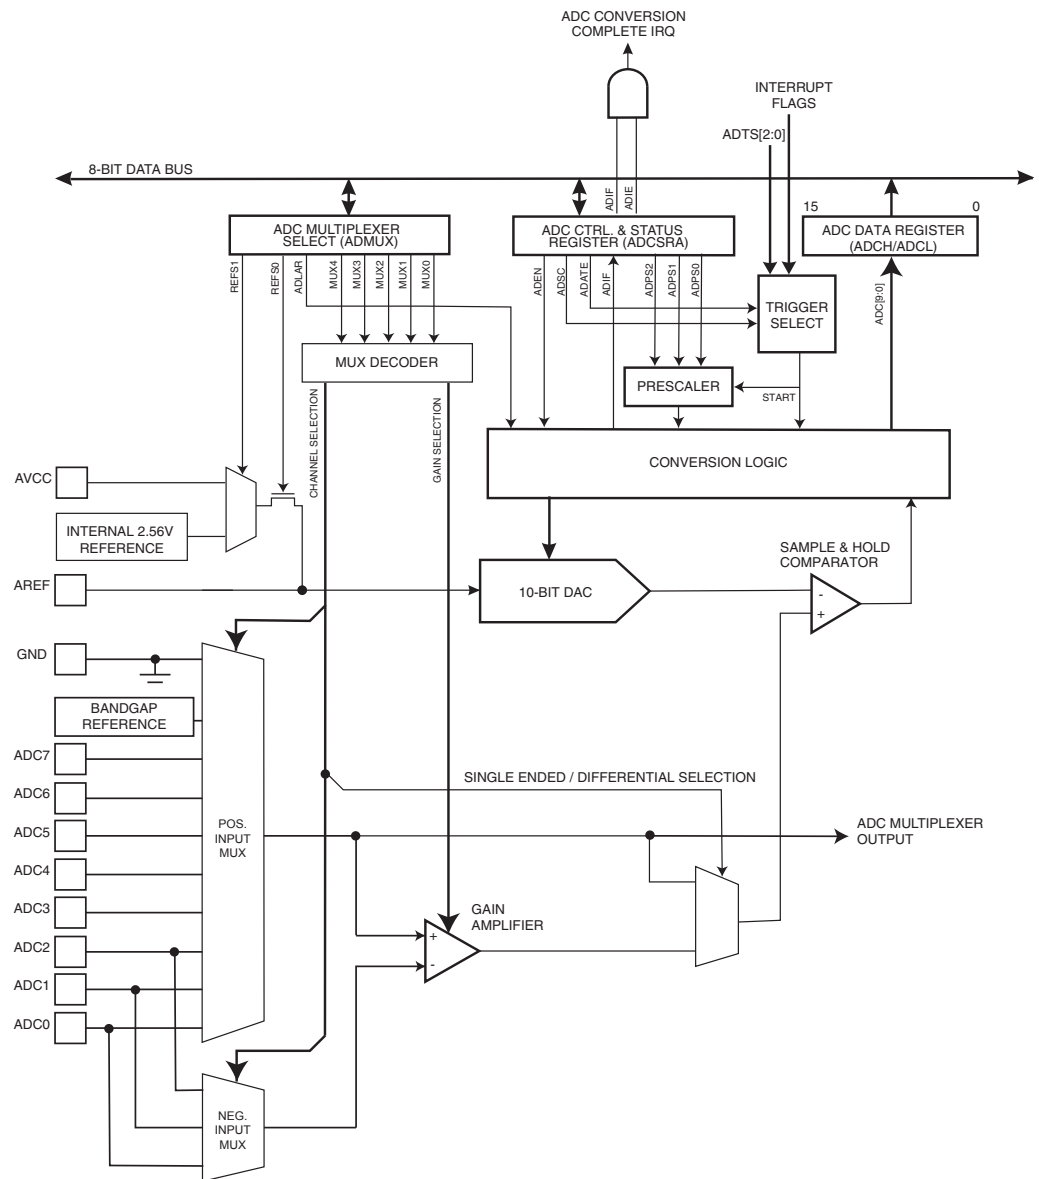 ADC CONVERSION
COMPLETE IRQ
INTERRUPT
FLAGS
ADTS[2:0]
8-BIT DATA BUS
ADIF
ADIE
15
0
ADC MULTIPLEXER
SELECT (ADMUX)
ADC CTRL. & STATUS
REGISTER (ADCSRA)
ADC DATA REGISTER
(ADCH/ADCL)
REFS1
REFS0
ADLAR
MUX4
MUX3
MUX2
MUX1
MUX0
ADEN
ADSC
ADATE
ADIF
ADPS2
ADPS1
ADPS0
ADC[9:0]
TRIGGER
SELECT
MUX DECODER
PRESCALER
START
CHANNEL SELECTION
GAIN SELECTION
CONVERSION LOGIC
AVCC
INTERNAL 2.56V
REFERENCE
SAMPLE & HOLD
COMPARATOR
AREF
10-BIT DAC
-
+
GND
BANDGAP
REFERENCE
ADC7
SINGLE ENDED / DIFFERENTIAL SELECTION
ADC6
ADC5
POS.
INPUT
MUX
ADC MULTIPLEXER
OUTPUT
ADC4
ADC3
GAIN
AMPLIFIER
+
-
ADC2
ADC1
ADC0
NEG.
INPUT
MUX